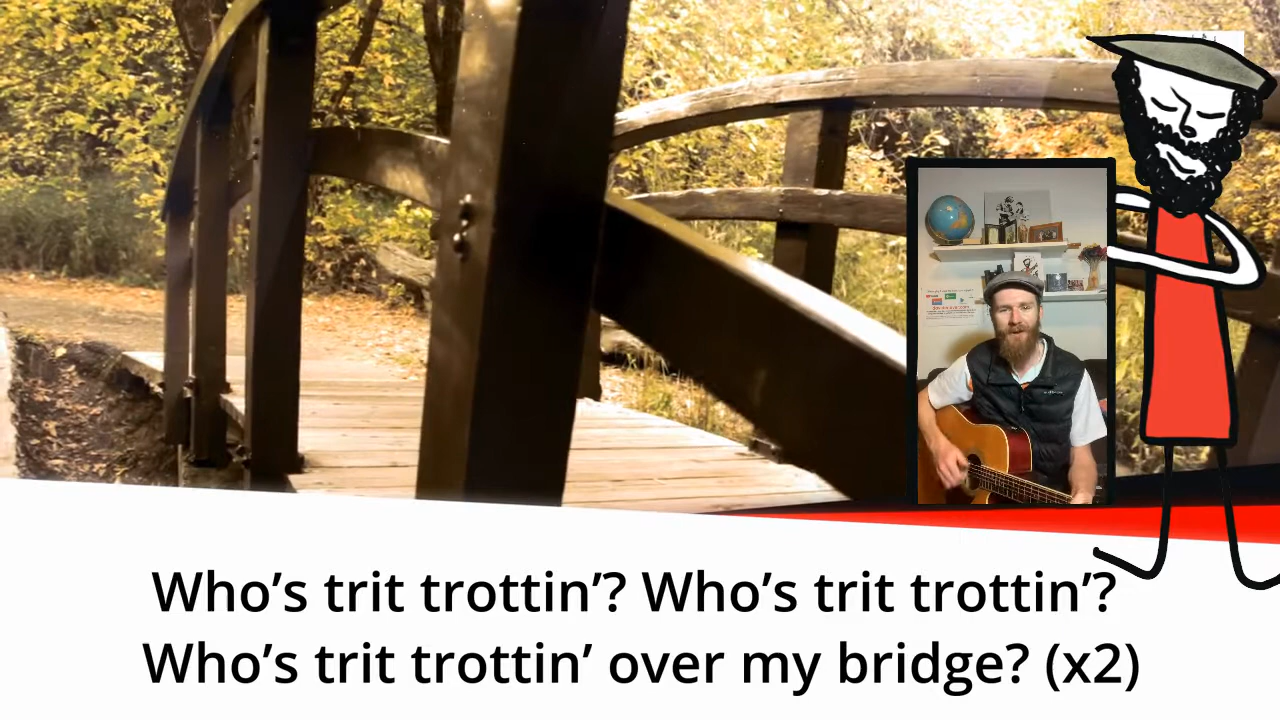 Who’s trit trottin’? Who’s trit trottin’?
Who’s trit trottin’ over my bridge? (x2)